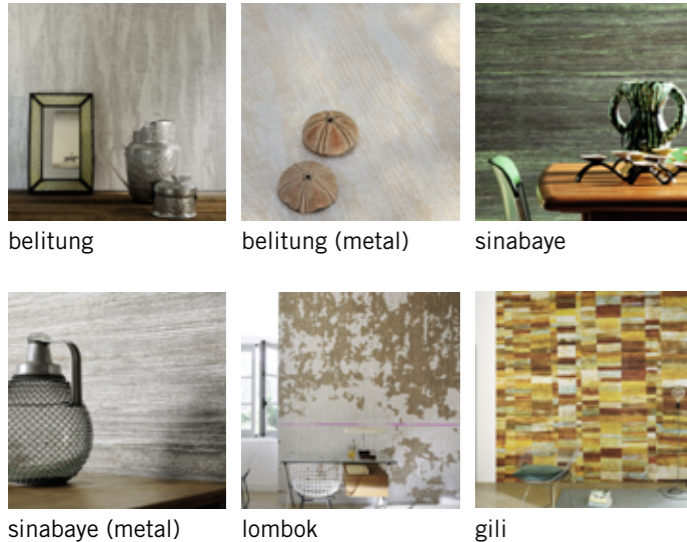 belitung
belitung (metal)
sinabaye
sinabaye (metal)
lombok
gili